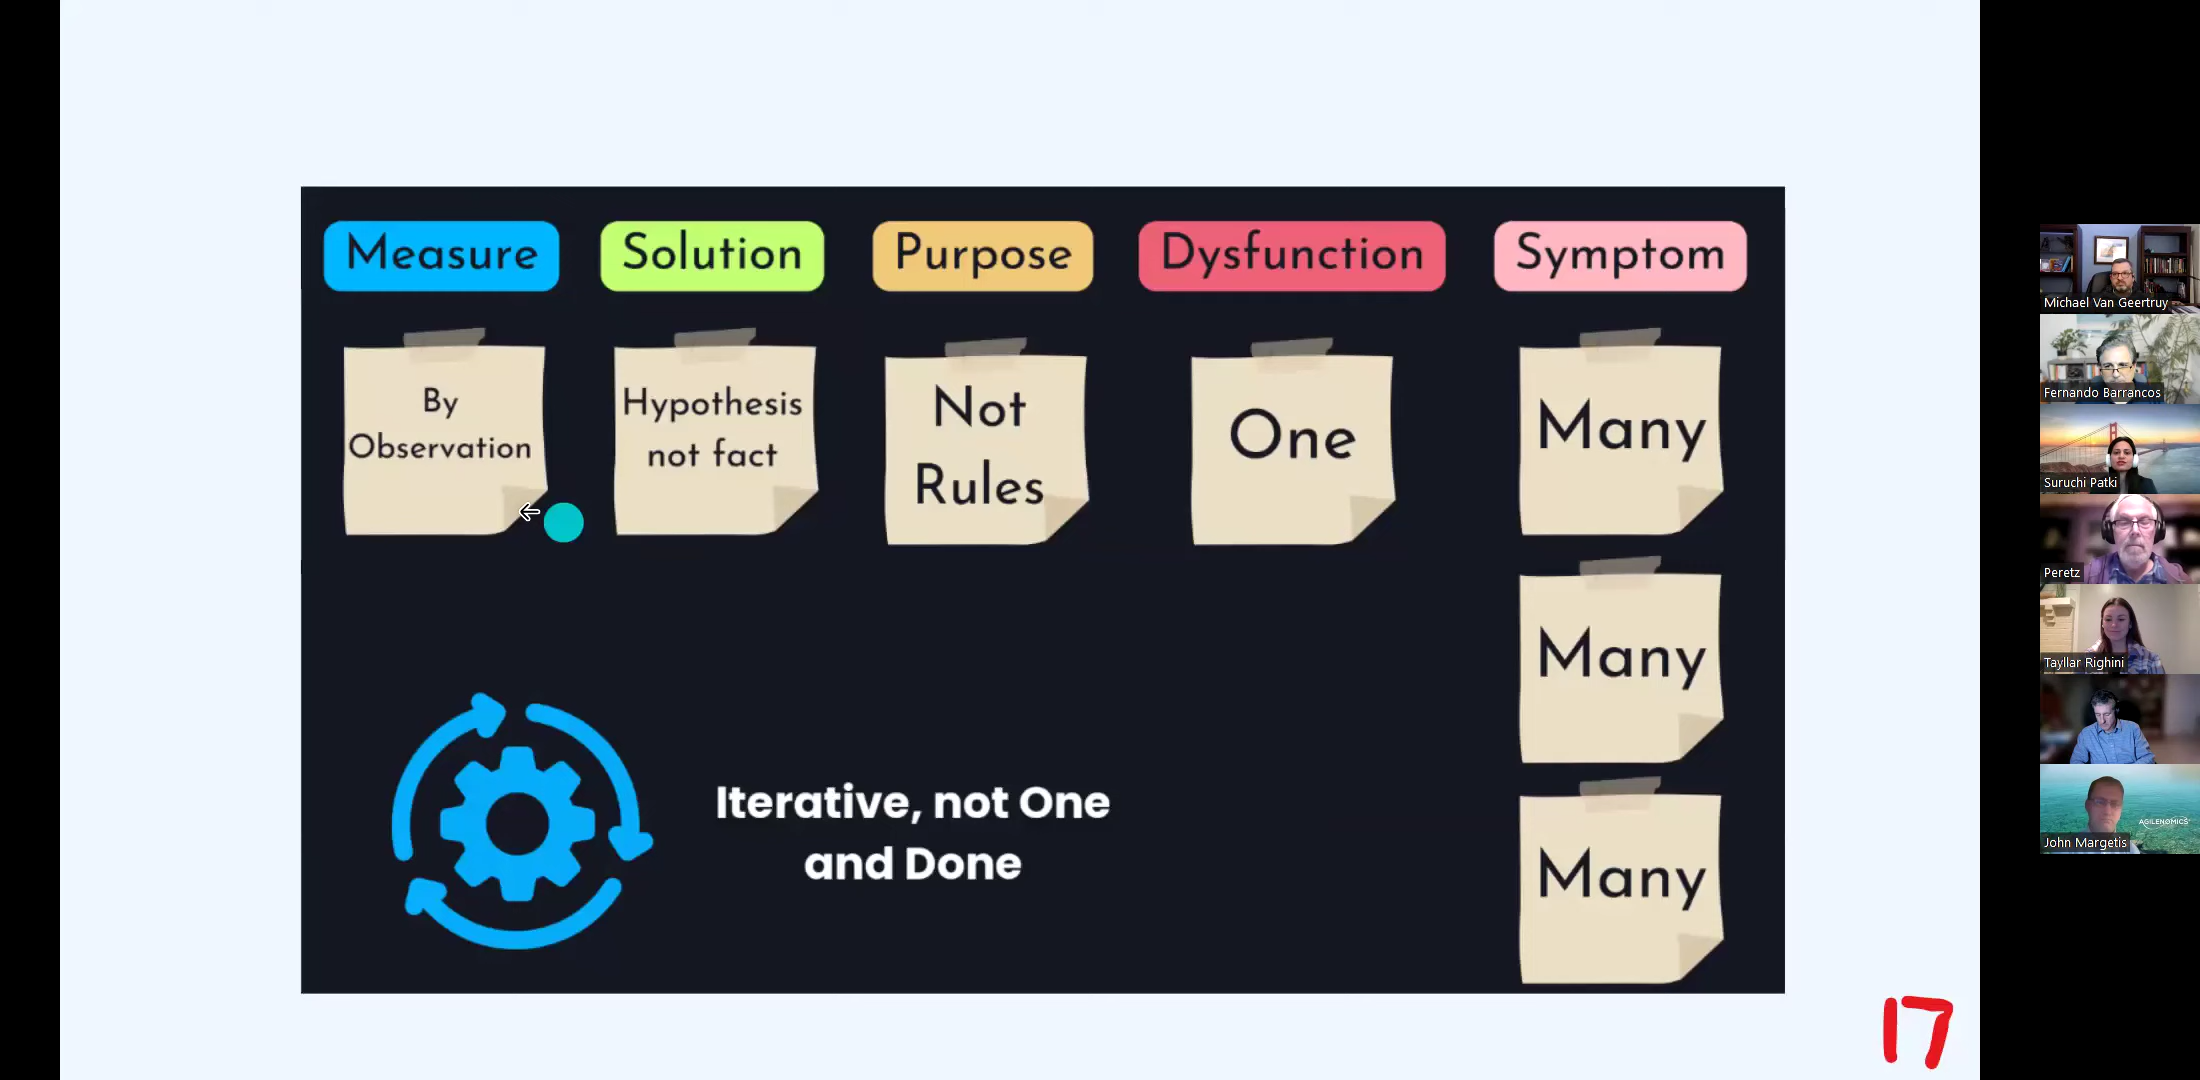 Measure
Solution
Purpose
Dysfunction
Symptom
By
Observation
Hypothesis
not fact
Not
Rules
One
Many
Many
Many
Iterative, not One
and Done
17
Michael Van Geertruy
Fernando Barrancos
Suruchi Patki
Peretz
Tayllar Righini
AGILENOMICS
John Margetis